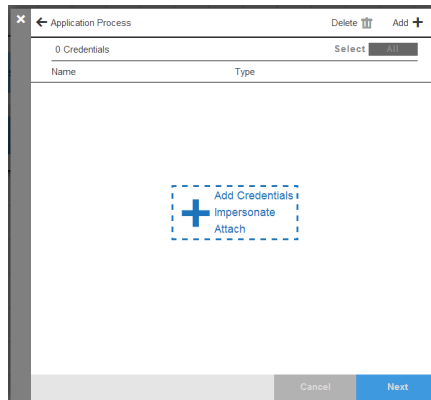 Application Process Delete Add
0 Credentials Select All
Name Type
Add Credentials
Impersonate
Attach
Cancel Next